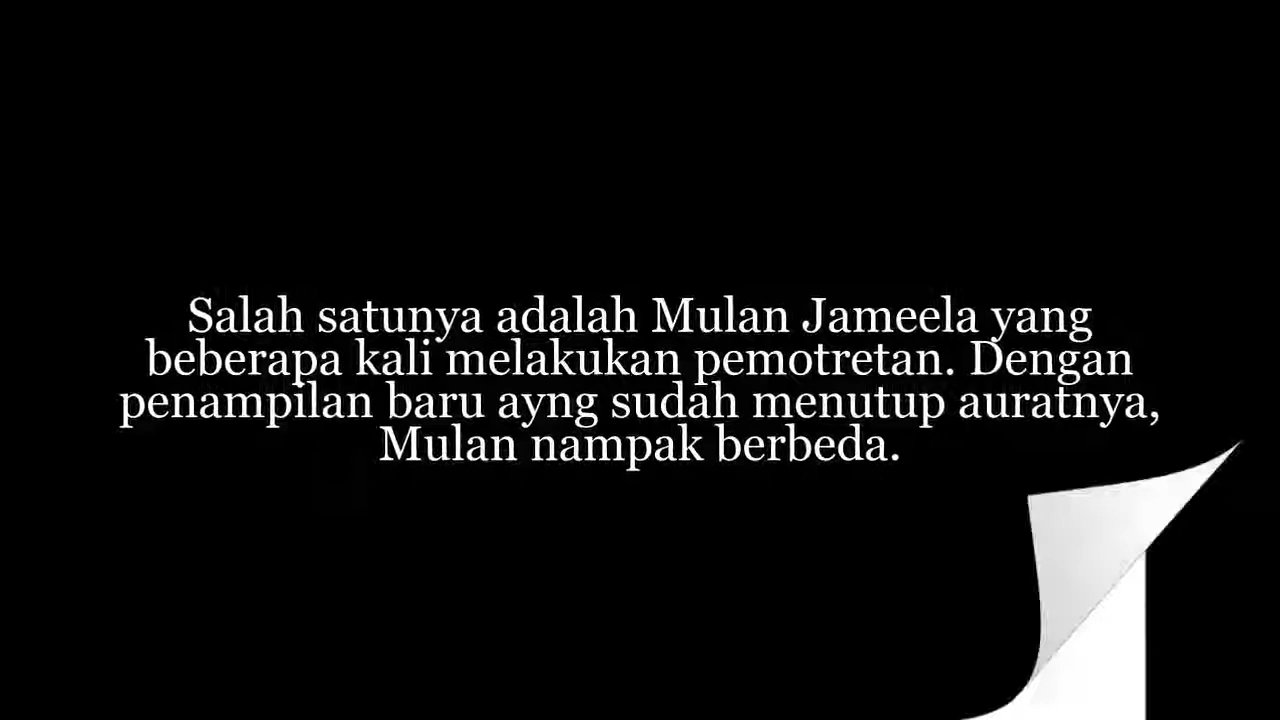 Salah satunya adalah Mulan Jameela yang
beberapa kali melakukan pemotretan. Dengan
penampilan baru ayng sudah menutup auratnya,
Mulan nampak berbeda.